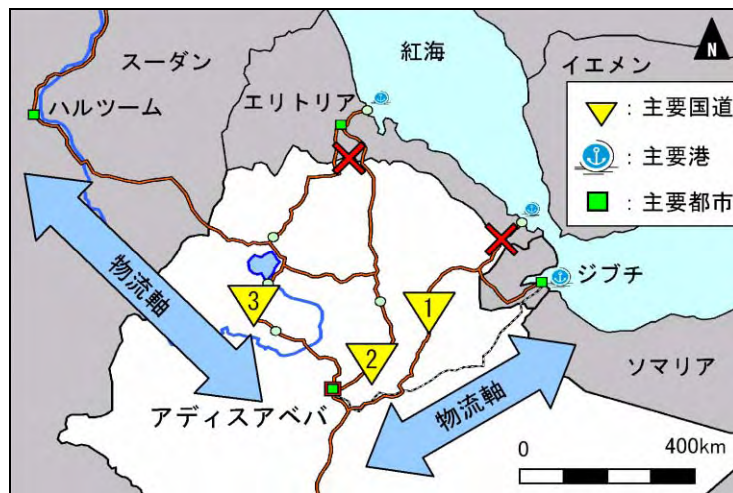 スーダン
紅海
イエメン
N
ハルツーム
エリトリア
:主要国道
:主要港
:主要都市
物流軸
3
1
2
ジブチ
ソマリア
アディスアベバ
物流軸
0
400km